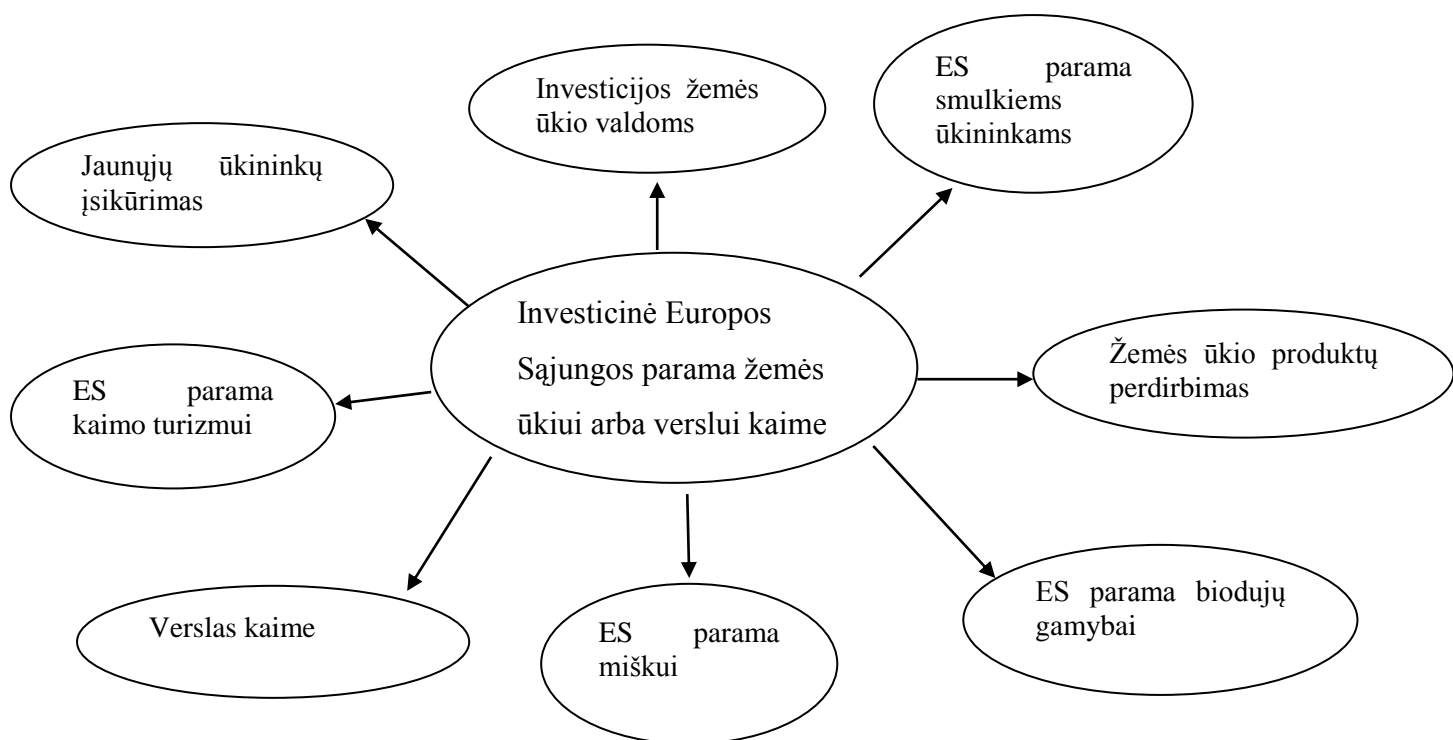 ES parama
smulkiems
ūkininkams
Investicijos žemės
ūkio valdoms
Jaunųjų ūkininkų
įsikūrimas
Investicinė Europos
Sąjungos parama žemės
ūkiui arba verslui kaime
Žemės ūkio produktų
perdirbimas
ES parama
kaimo turizmui
ES parama biodujų
gamybai
Verslas kaime
ES parama
miškui